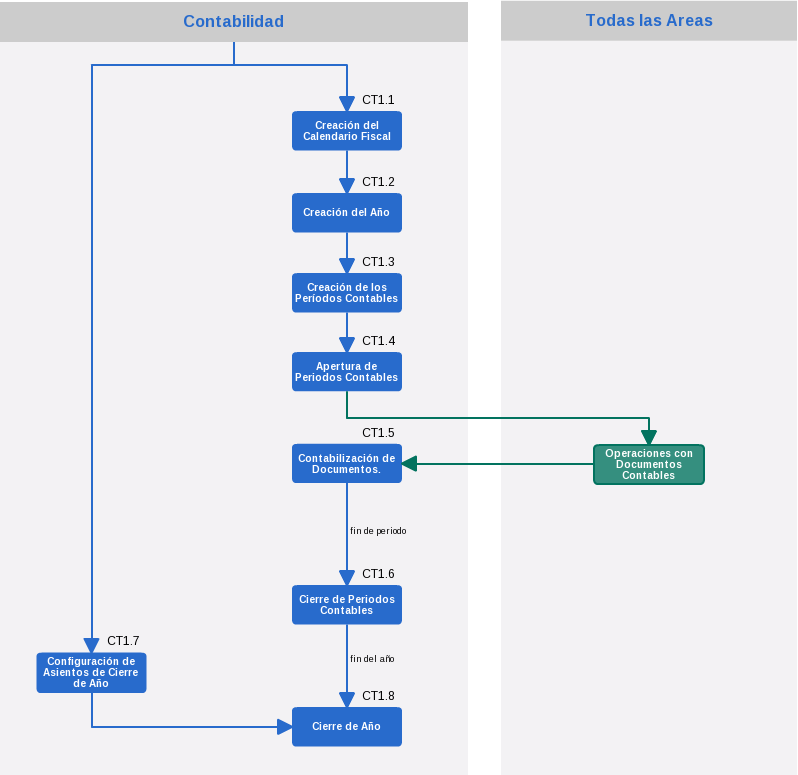 Contabilidad
Todas las Areas
CT1.1
Creación del
Calendario Fiscal
CT1.2
Creación del Año
CT1.3
Creación de los
Períodos Contables
CT1.4
Apertura de
Periodos Contables
CT1.5
Contabilización de
Documentos.
Operaciones con
Documentos
Contables
fin de periodo
CT1.6
Cierre de Periodos
Contables
CT1.7
Configuración de
Asientos de Cierre
de Año
fin del año
CT1.8
Cierre de Año